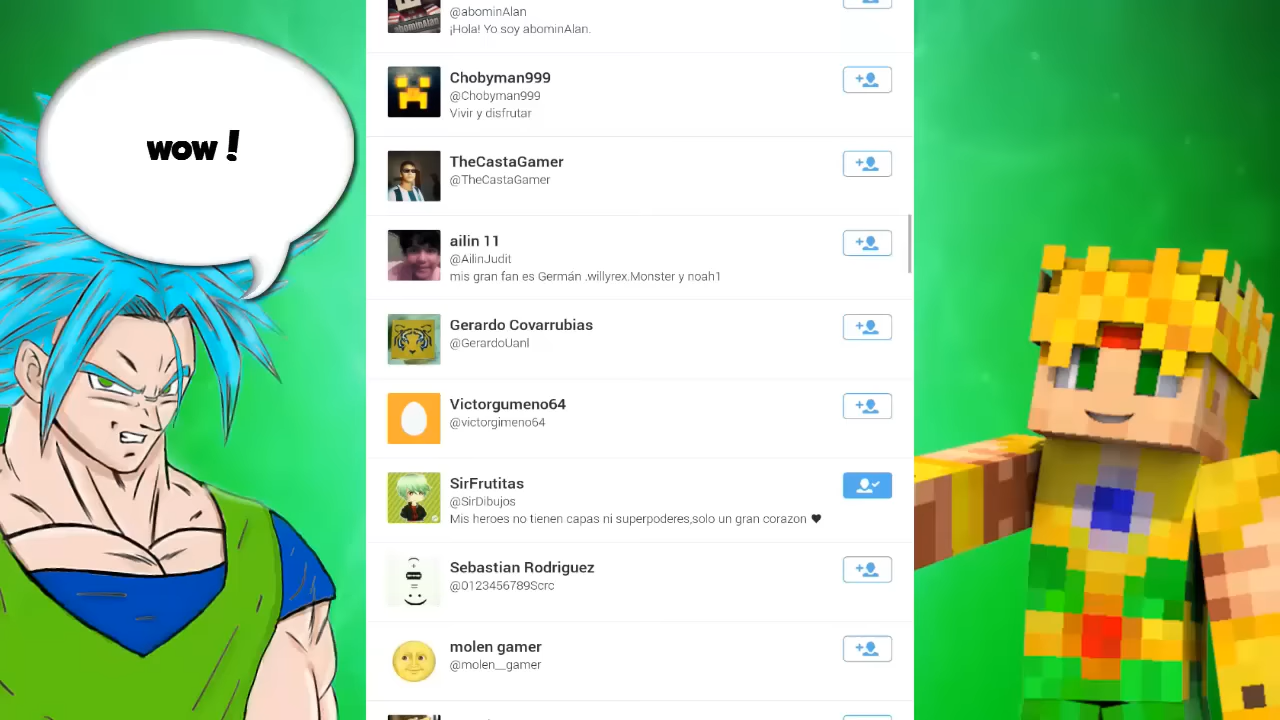 wow!
@abominAlan
¡Hola! Yo soy abominAlan.
Chobyman999
@Chobyman999
Vivir y disfrutar
TheCastaGamer
@TheCastaGamer
ailin 11
@AilinJudit
mis gran fan es Germán .willyrex.Monster y noah1
Gerardo Covarrubias
@GerardoUanl
Victorgumeno64
@victorgimeno64
SirFrutitas
@SirDibujos
Mis heroes no tienen capas ni superpoderes,solo un gran corazon ♥
Sebastian Rodriguez
@0123456789Scrc
molen gamer
@molen__gamer